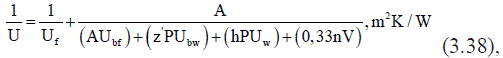 1/U = 1/U_f + A/((AU_bf)+(z'PU_bw)+(hPU_w)+(0,33nV)), m²K / W (3.38),